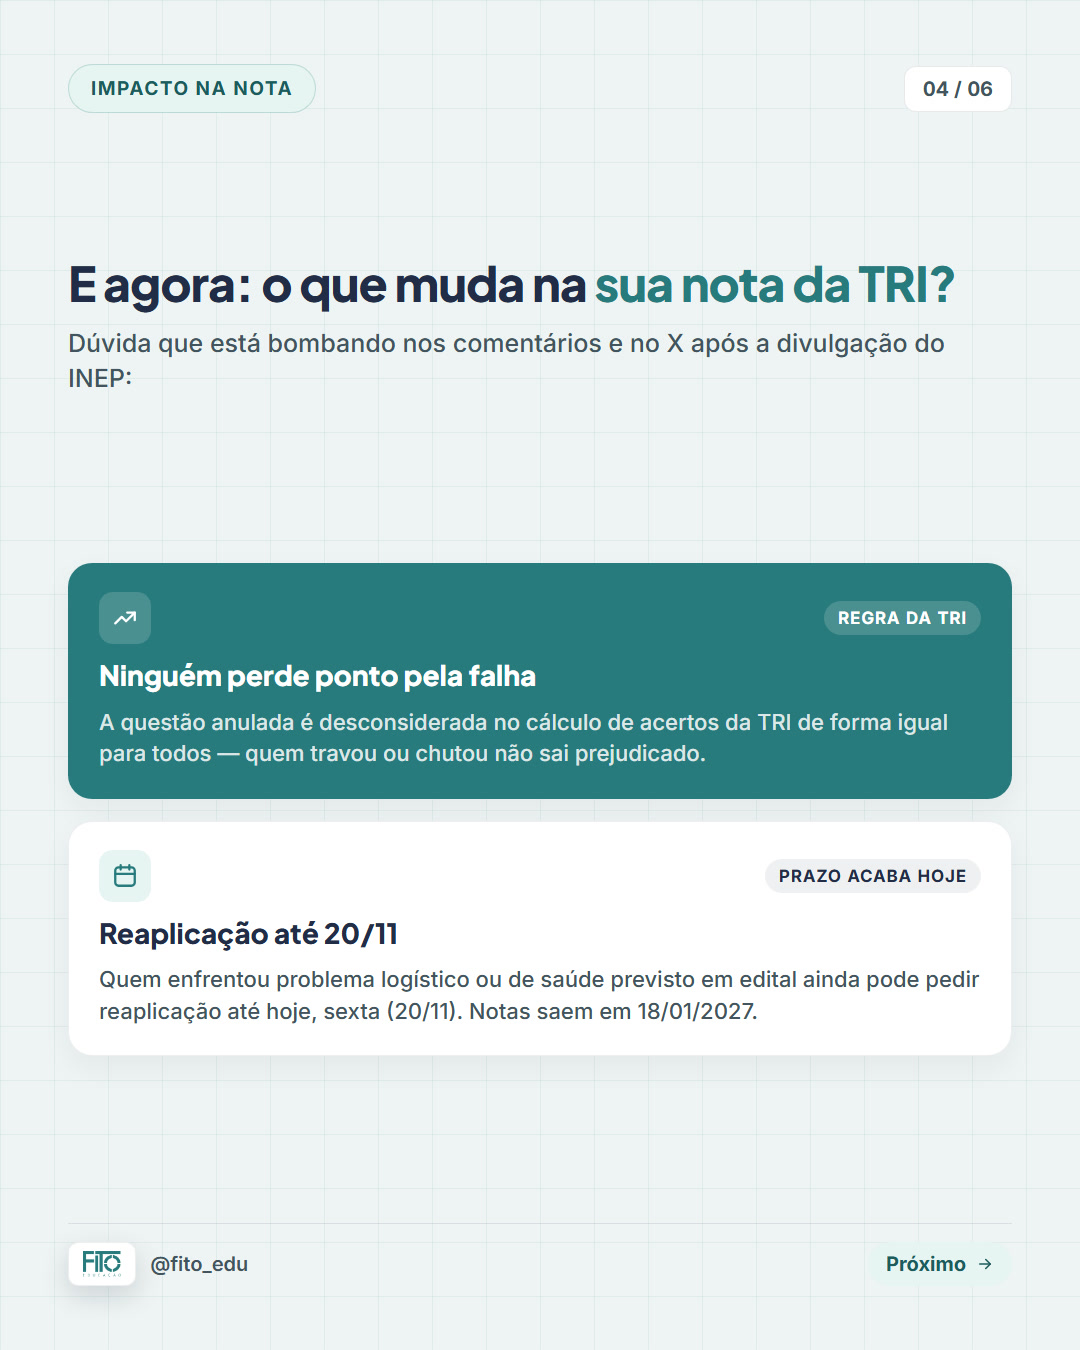 IMPACTO NA NOTA
04 / 06
E agora: o que muda na sua nota da TRI?
Dúvida que está bombando nos comentários e no X após a divulgação do
INEP:
REGRA DA TRI
Ninguém perde ponto pela falha
A questão anulada é desconsiderada no cálculo de acertos da TRI de forma igual
para todos — quem travou ou chutou não sai prejudicado.
PRAZO ACABA HOJE
Reaplicação até 20/11
Quem enfrentou problema logístico ou de saúde previsto em edital ainda pode pedir
reaplicação até hoje, sexta (20/11). Notas saem em 18/01/2027.
FiTO
EDUCAÇÃO
@fito_edu
Próximo →